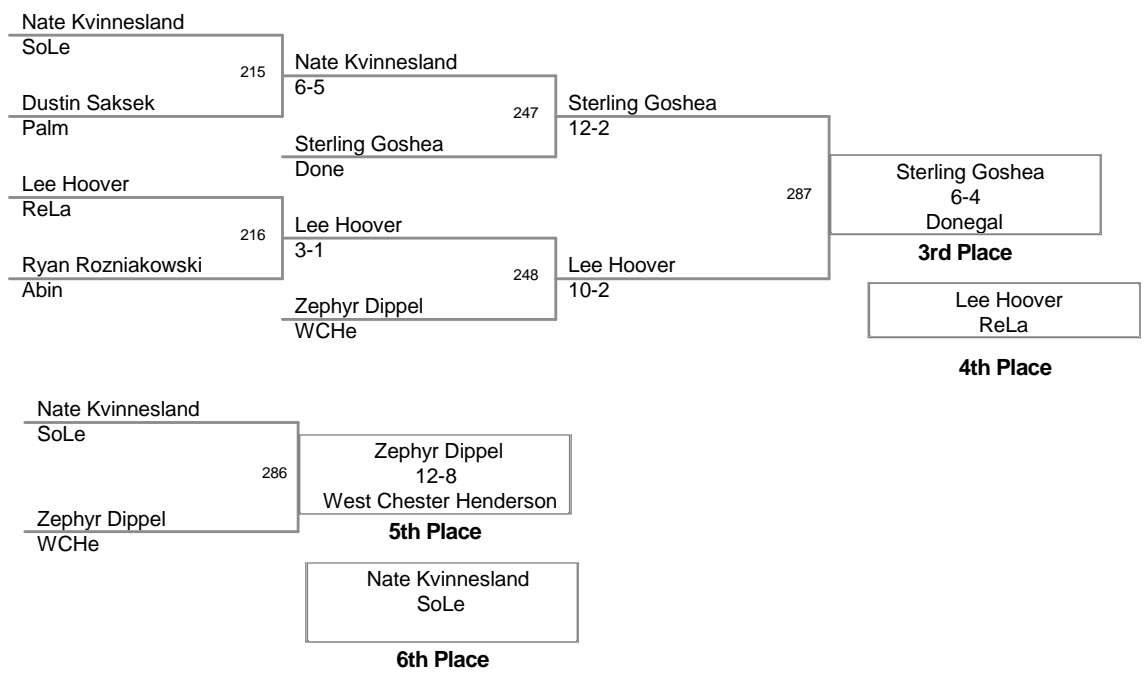 Nate Kvinnesland
SoLe
215
Nate Kvinnesland
6-5
Dustin Saksek
Palm
247
Sterling Goshea
12-2
Sterling Goshea
Done
Lee Hoover
ReLa
287
Sterling Goshea
6-4
Donegal
3rd Place
216
Lee Hoover
3-1
Ryan Rozniakowski
Abin
248
Lee Hoover
10-2
Zephyr Dippel
WCHe
Lee Hoover
ReLa
4th Place
Nate Kvinnesland
SoLe
286
Zephyr Dippel
12-8
West Chester Henderson
5th Place
Zephyr Dippel
WCHe
Nate Kvinnesland
SoLe
6th Place